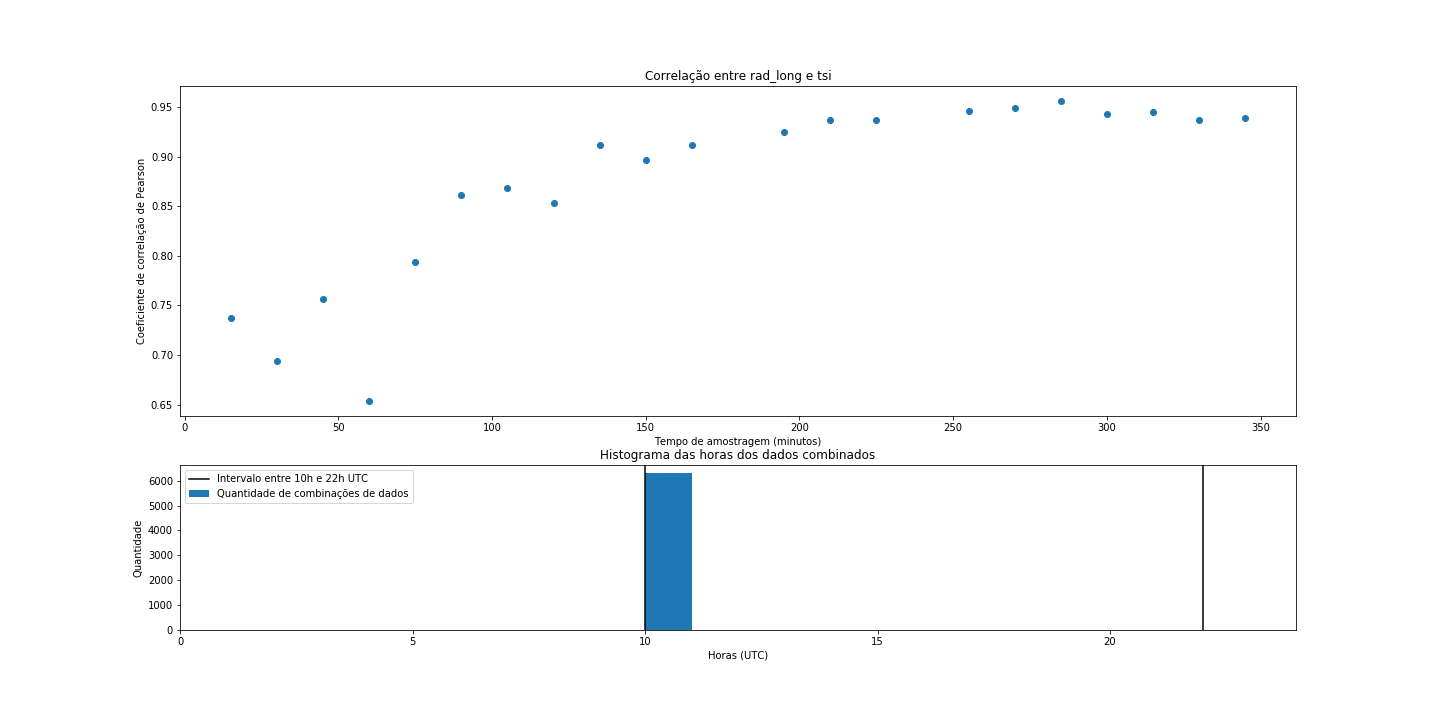 Correlação entre rad_long e tsi
Coeficiente de correlação de Pearson
0.95
0.90
0.85
0.80
0.75
0.70
0.65
0 50 100 150 200 250 300 350
Tempo de amostragem (minutos)
Histograma das horas dos dados combinados
Intervalo entre 10h e 22h UTC
Quantidade de combinações de dados
Quantidade
6000
5000
4000
3000
2000
1000
0
0 5 10 15 20
Horas (UTC)